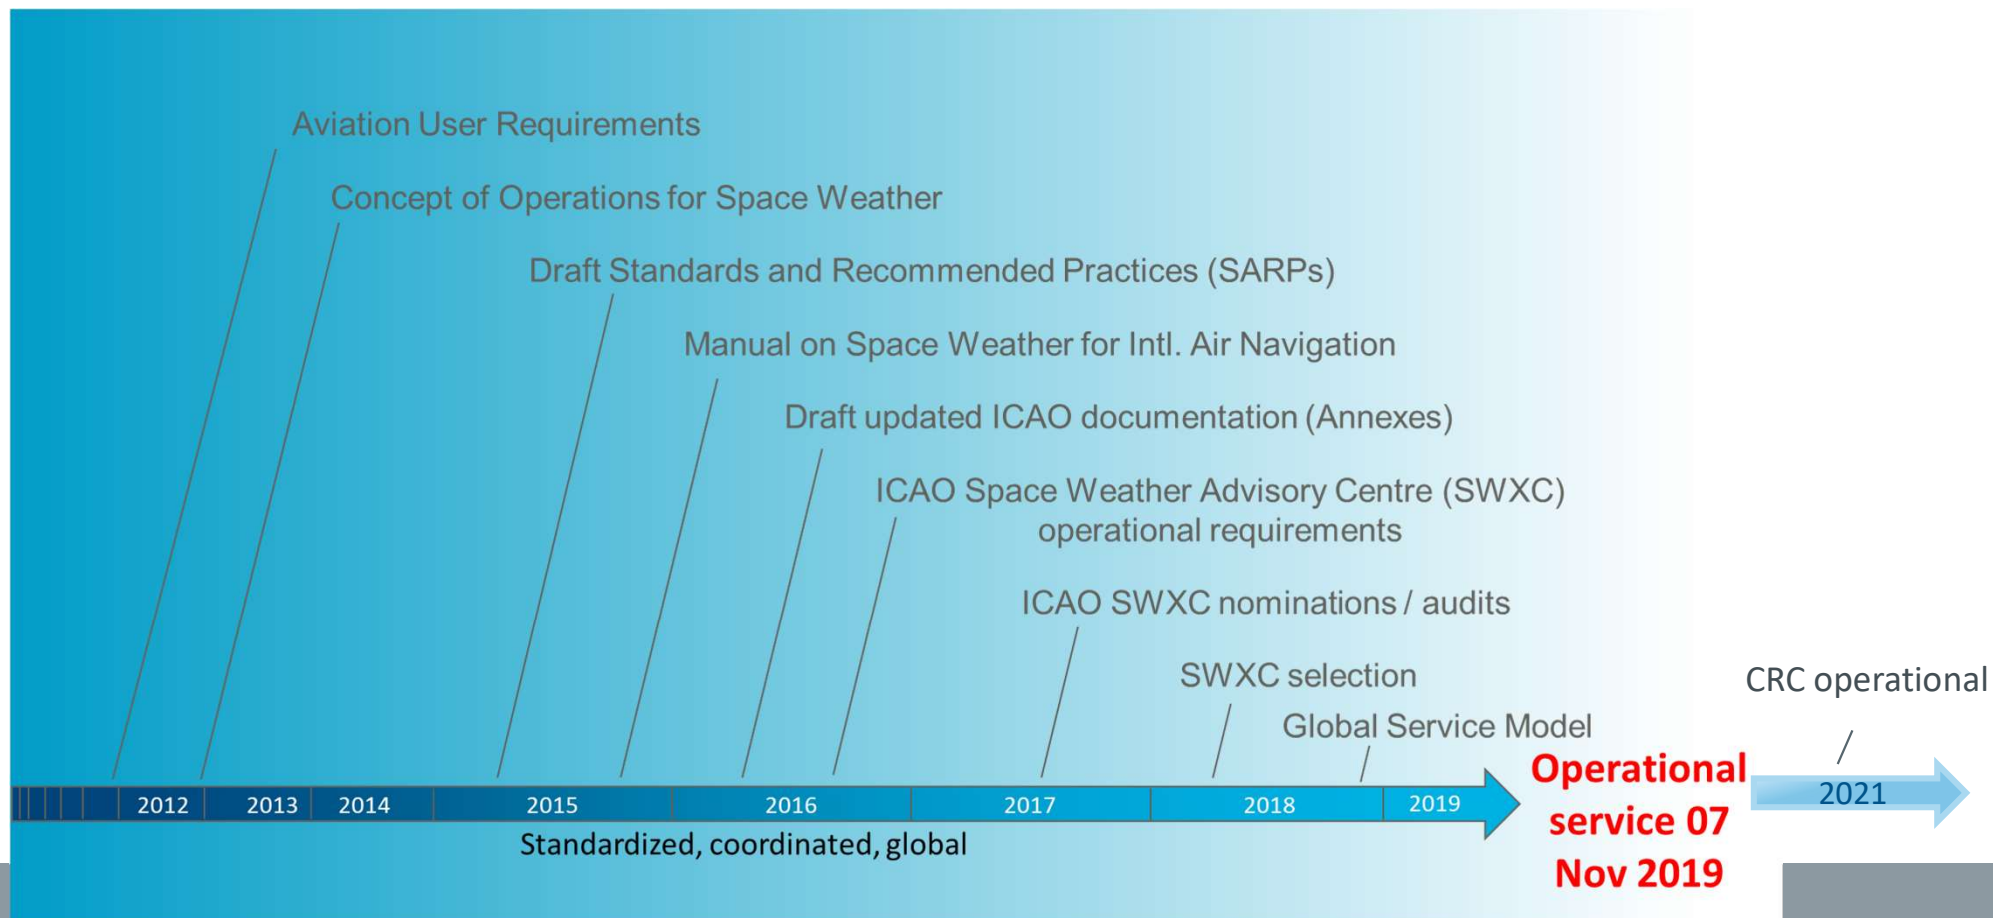 Aviation User Requirements
Concept of Operations for Space Weather
Draft Standards and Recommended Practices (SARPs)
Manual on Space Weather for Intl. Air Navigation
Draft updated ICAO documentation (Annexes)
ICAO Space Weather Advisory Centre (SWXC)
operational requirements
ICAO SWXC nominations / audits
SWXC selection
Global Service Model
CRC operational
2012 2013 2014 2015 2016 2017 2018 2019
Operational
service 07
Nov 2019
2021
Standardized, coordinated, global